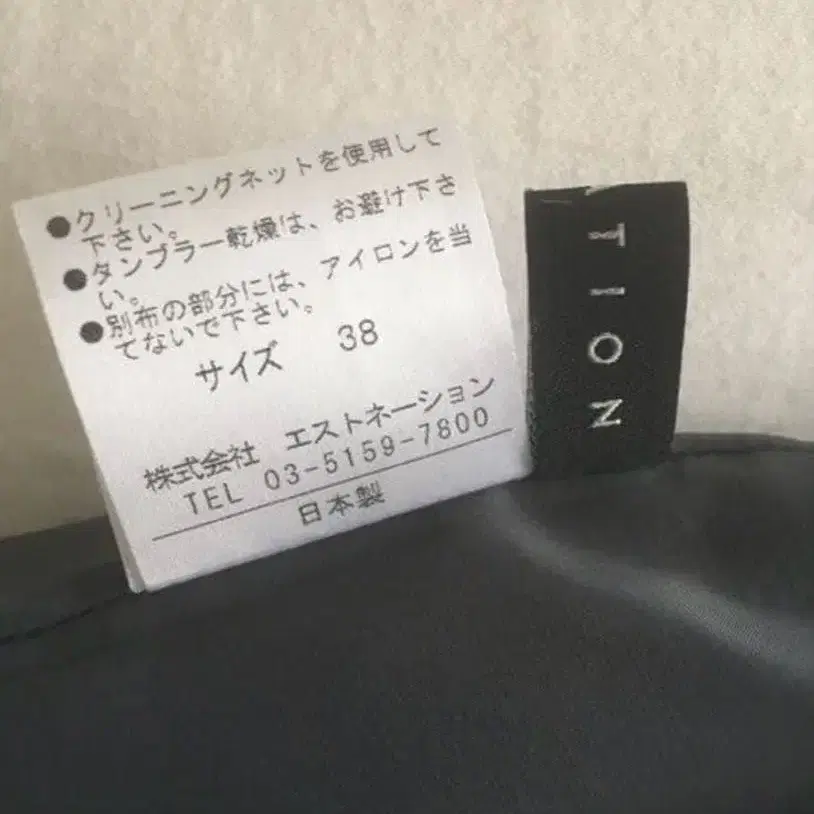 ●クリーニングネットを使用して
下さい。
●タンブラー乾燥は、お避け下さ
い。
●別布の部分には、アイロンを当
てないで下さい。
サイズ 38
株式会社 エストネーション
TEL 03-5159-7800
日本製
TION